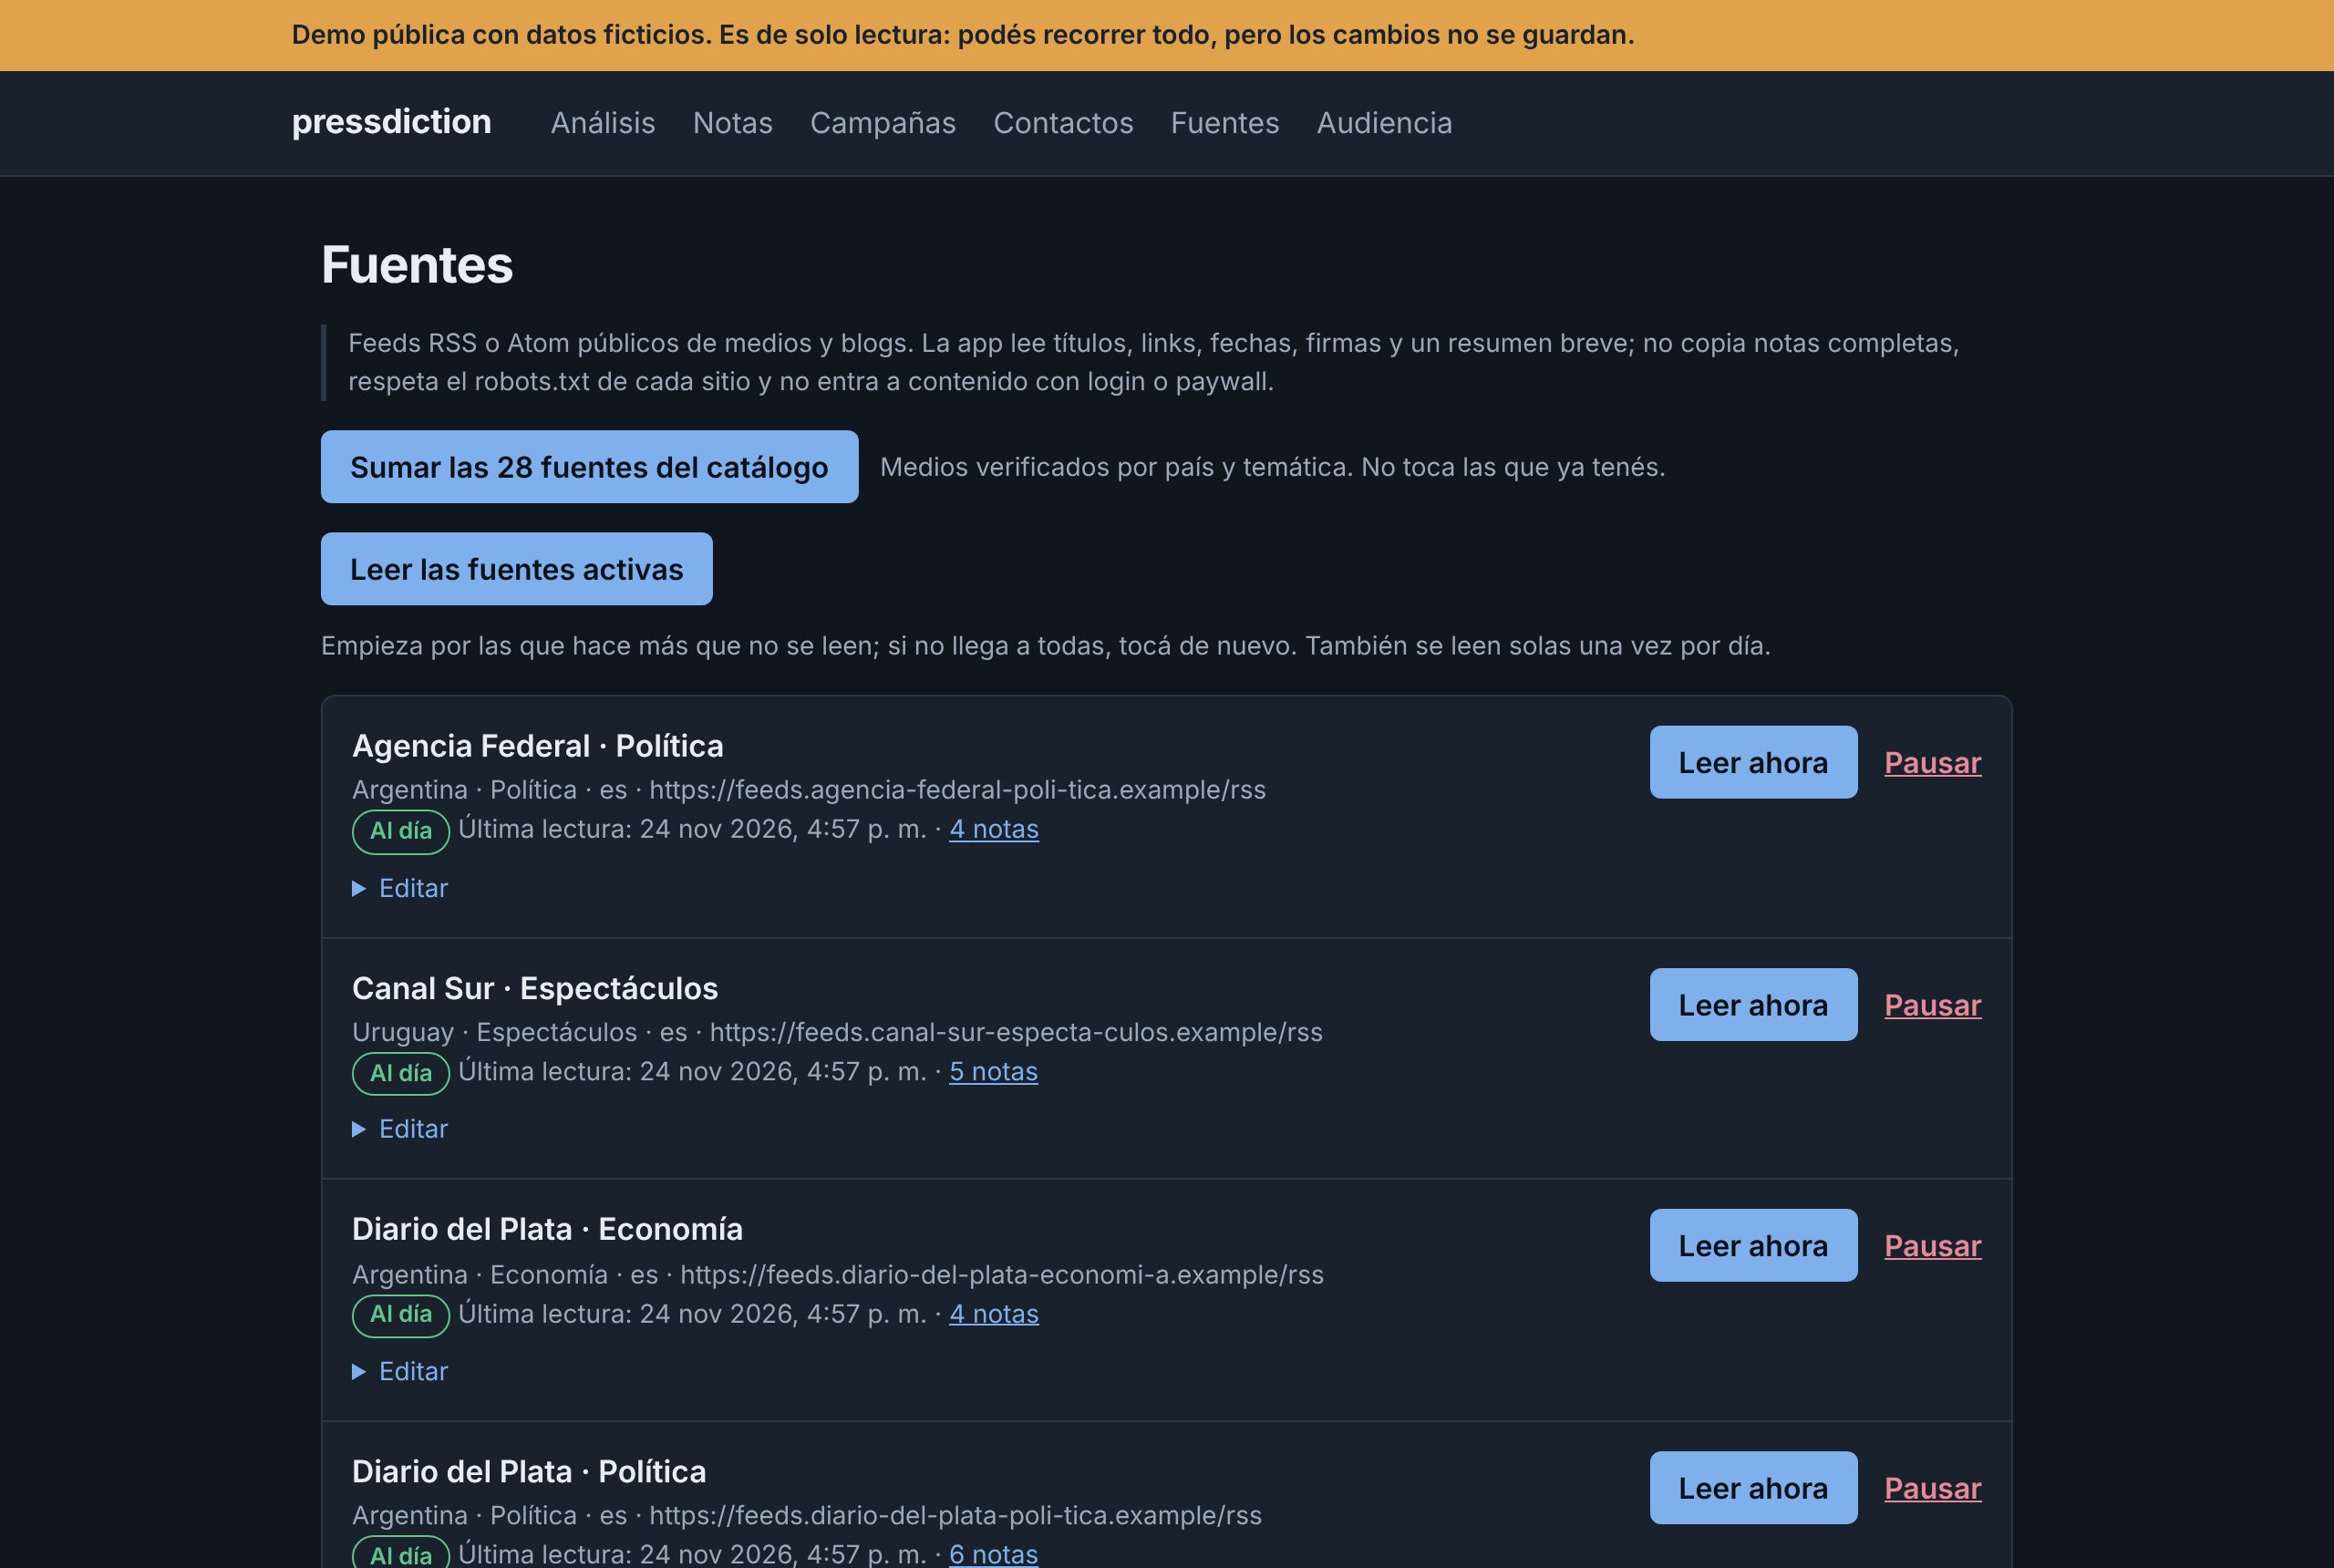 Demo pública con datos ficticios. Es de solo lectura: podés recorrer todo, pero los cambios no se guardan.
pressdiction Análisis Notas Campañas Contactos Fuentes Audiencia
Fuentes
Feeds RSS o Atom públicos de medios y blogs. La app lee títulos, links, fechas, firmas y un resumen breve; no copia notas completas,
respeta el robots.txt de cada sitio y no entra a contenido con login o paywall.
Sumar las 28 fuentes del catálogo Medios verificados por país y temática. No toca las que ya tenés.
Leer las fuentes activas
Empieza por las que hace más que no se leen; si no llega a todas, tocá de nuevo. También se leen solas una vez por día.
Agencia Federal · Política Leer ahora Pausar
Argentina · Política · es · https://feeds.agencia-federal-poli-tica.example/rss
Al día Última lectura: 24 nov 2026, 4:57 p. m. · 4 notas
▶ Editar
Canal Sur · Espectáculos Leer ahora Pausar
Uruguay · Espectáculos · es · https://feeds.canal-sur-especta-culos.example/rss
Al día Última lectura: 24 nov 2026, 4:57 p. m. · 5 notas
▶ Editar
Diario del Plata · Economía Leer ahora Pausar
Argentina · Economía · es · https://feeds.diario-del-plata-economi-a.example/rss
Al día Última lectura: 24 nov 2026, 4:57 p. m. · 4 notas
▶ Editar
Diario del Plata · Política Leer ahora Pausar
Argentina · Política · es · https://feeds.diario-del-plata-poli-tica.example/rss
Al día Última lectura: 24 nov 2026, 4:57 p. m. · 6 notas